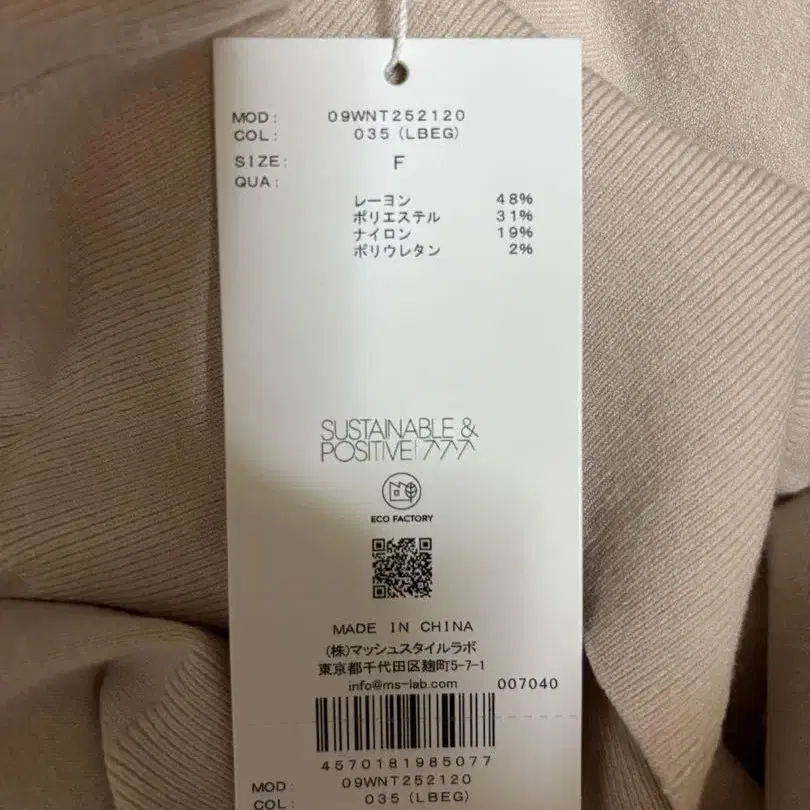 MOD: 09WNT252120
COL: 035 (LBEG)
SIZE: F
QUA:
レーヨン 48%
ポリエステル 31%
ナイロン 19%
ポリウレタン 2%
SUSTAINABLE &
POSITIVE!
ECO FACTORY
MADE IN CHINA
(株)マッシュスタイルラボ
東京都千代田区麹町5-7-1
info@ms-lab.com 007040
4570181985077
MOD: 09WNT252120
COL: 035 (LBEG)